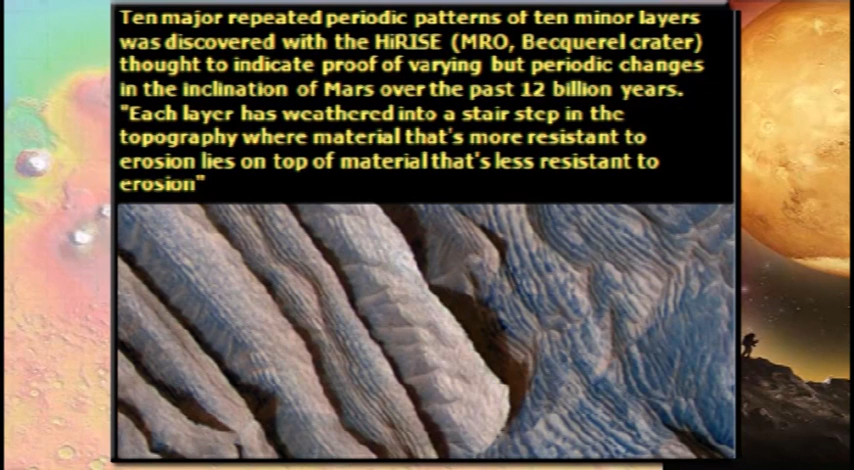 Ten major repeated periodic patterns of ten minor layers
was discovered with the HiRISE (MRO, Becquerel crater)
thought to indicate proof of varying but periodic changes
in the inclination of Mars over the past 12 billion years.
"Each layer has weathered into a stair step in the
topography where material that's more resistant to
erosion lies on top of material that's less resistant to
erosion"